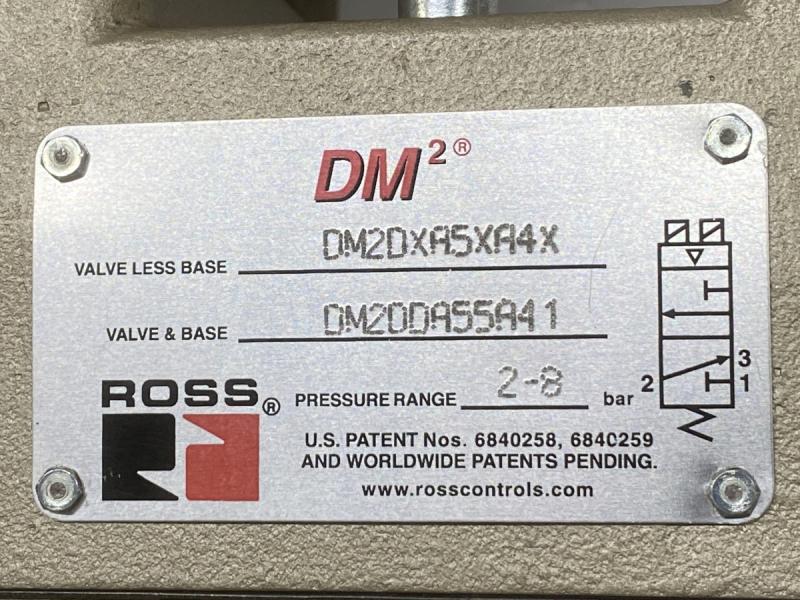 DM²®
VALVE LESS BASE DM2DXA5XA4X
VALVE & BASE DM2DDA55A41
PRESSURE RANGE 2-8 bar
ROSS®
U.S. PATENT Nos. 6840258, 6840259
AND WORLDWIDE PATENTS PENDING.
www.rosscontrols.com
3
2 1